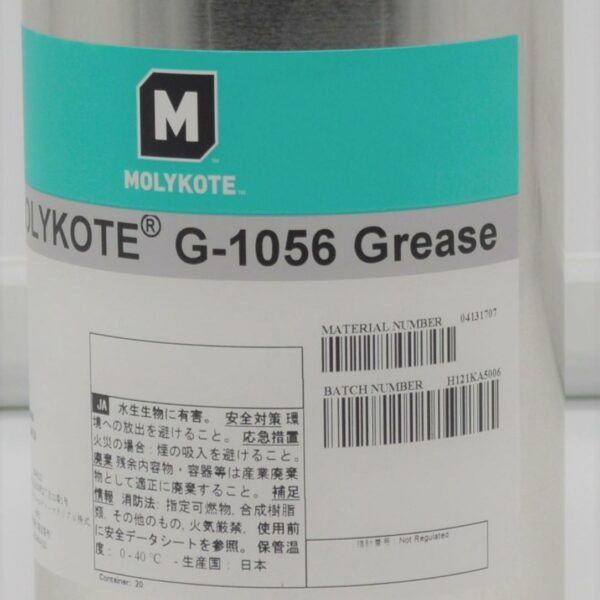 M
MOLYKOTE™
OLYKOTE® G-1056 Grease
MATERIAL NUMBER 04131707
BATCH NUMBER H121KA5006
JA 水生生物に有害。 安全対策 環
境への放出を避けること。 応急措置
火災の場合：煙の吸入を避けること。
廃棄 残余内容物・容器等は産業廃棄
物として適正に廃棄すること。 補足
情報 消防法: 指定可燃物, 合成樹脂
類, その他のもの, 火気厳禁, 使用前
に安全データシートを参照。 保管温
度: 0 - 40 ℃ - 生産国: 日本
Container: 20
Not Regulated